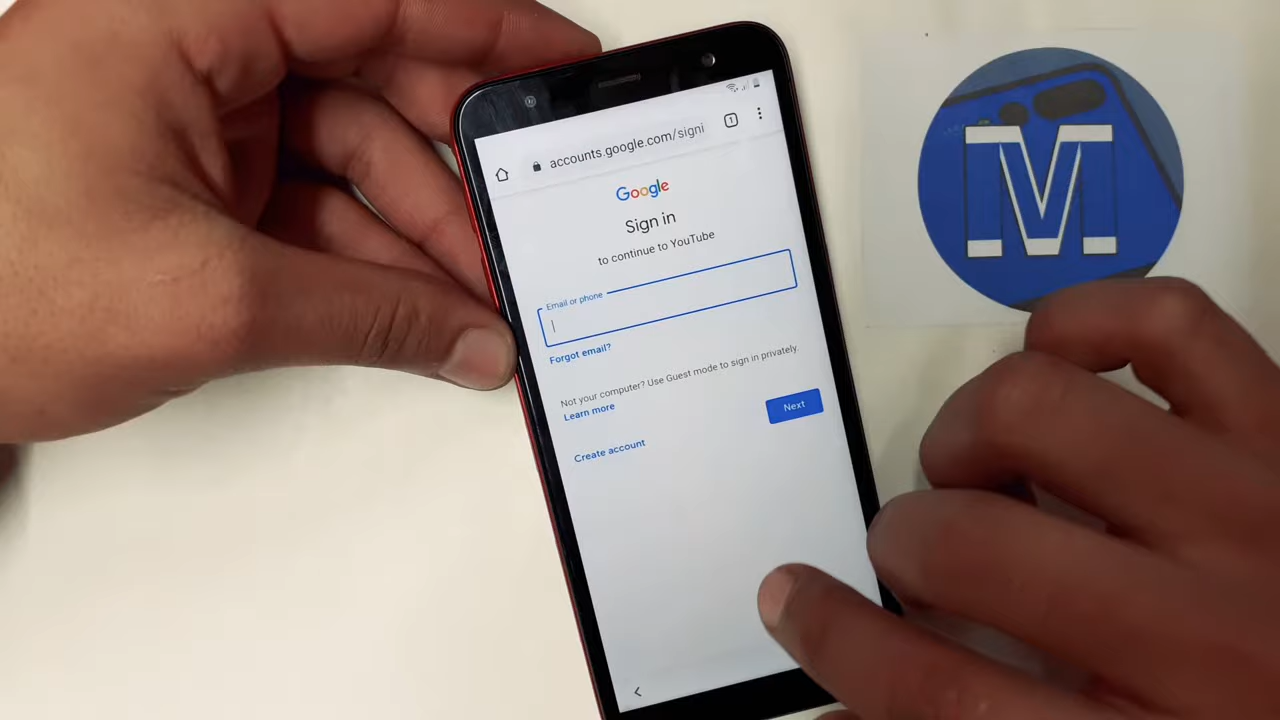 accounts.google.com/signi
1
Google
Sign in
to continue to YouTube
Email or phone
Forgot email?
Not your computer? Use Guest mode to sign in privately.
Learn more
Next
Create account
M